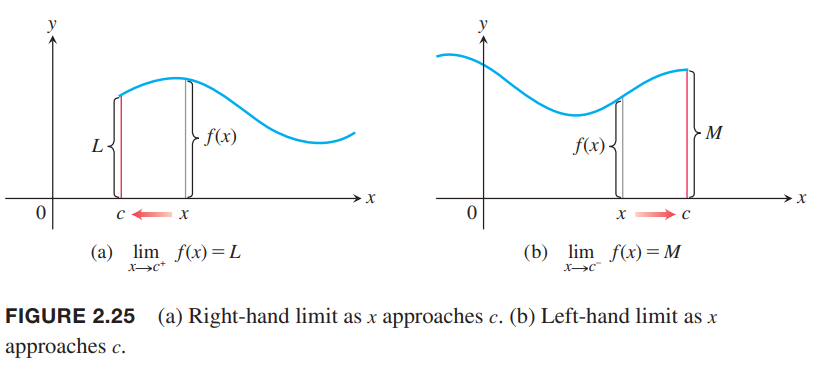 y
L
f(x)
0
c
x
x
(a) lim f(x) = L
x→c⁺
y
f(x)
M
0
x
c
x
(b) lim f(x) = M
x→c⁻
FIGURE 2.25 (a) Right-hand limit as x approaches c. (b) Left-hand limit as x
approaches c.